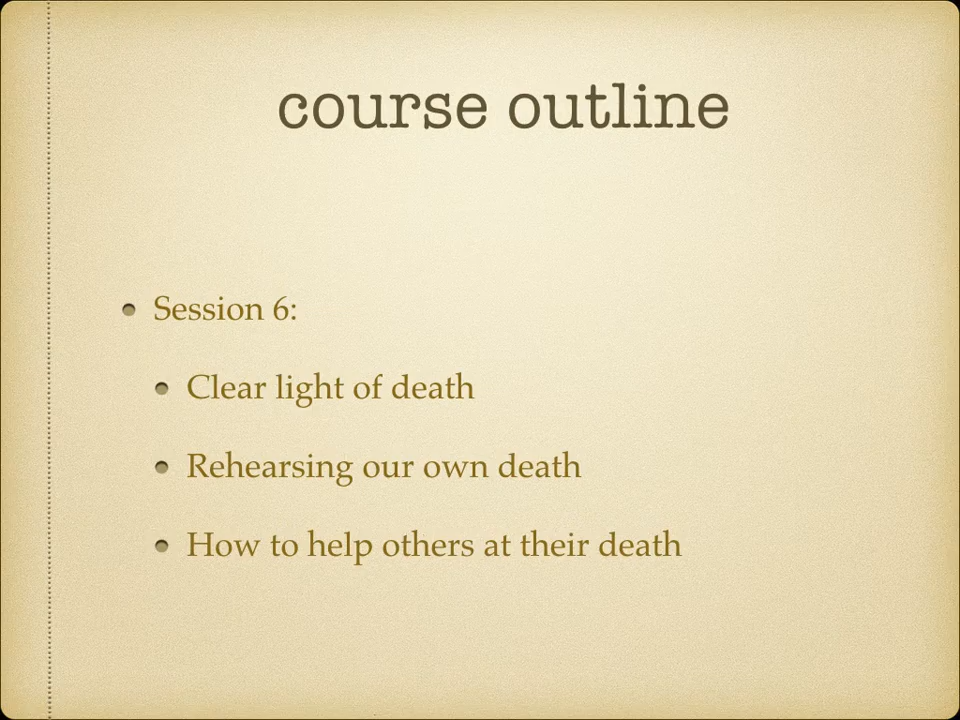 course outline
Session 6:
Clear light of death
Rehearsing our own death
How to help others at their death